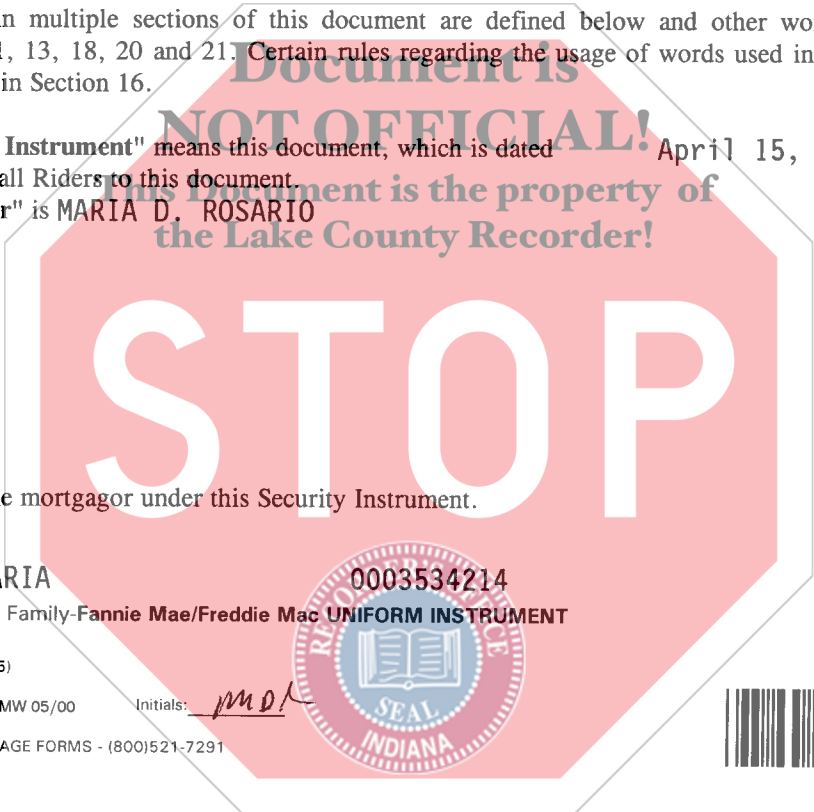 n multiple sections of this document are defined below and other wo
, 13, 18, 20 and 21. Certain rules regarding the usage of words used in
in Section 16.
Document is
NOT OFFICIAL!
This Document is the property of
the Lake County Recorder!
Instrument" means this document, which is dated April 15,
all Riders to this document.
r" is MARIA D. ROSARIO
STOP
e mortgagor under this Security Instrument.
RIA 0003534214
Family-Fannie Mae/Freddie Mac UNIFORM INSTRUMENT
MW 05/00 Initials: MDR
AGE FORMS - (800)521-7291
RECORDER OFFICE
SEAL
INDIANA